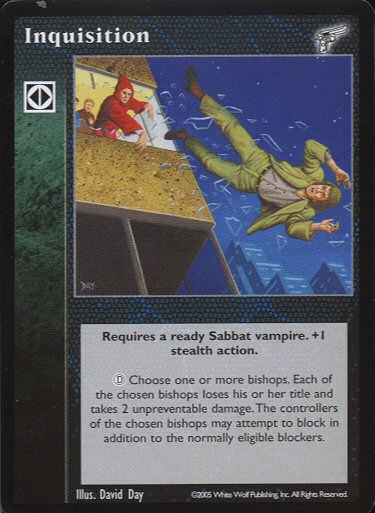 Inquisition
DAY-
Requires a ready Sabbat vampire. +1
stealth action.
Ⓓ Choose one or more bishops. Each of
the chosen bishops loses his or her title and
takes 2 unpreventable damage. The controllers
of the chosen bishops may attempt to block in
addition to the normally eligible blockers.
Illus. David Day ©2005 White Wolf Publishing, Inc. All Rights Reserved.